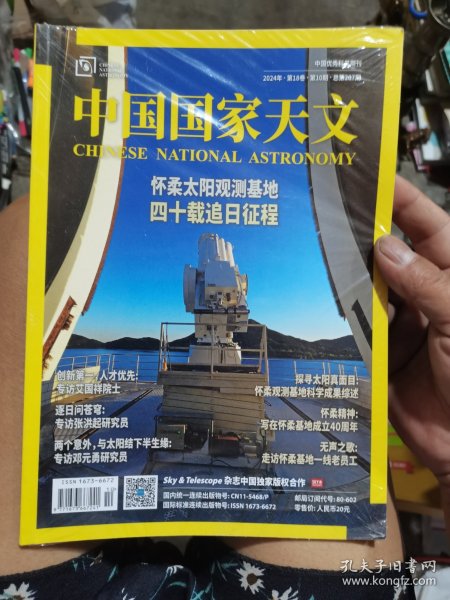 CHINESE
NATIONAL
ASTRONOMY
中国优秀科普期刊
2024年·第18卷·第10期·总第207期
中国国家天文
CHINESE NATIONAL ASTRONOMY
怀柔太阳观测基地
四十载追日征程
创新第一，人才优先：
专访艾国祥院士
逐日问苍穹：
专访张洪起研究员
两个意外，与太阳结下半生缘：
专访邓元勇研究员
探寻太阳真面目：
怀柔观测基地科学成果综述
怀柔精神：
写在怀柔基地成立40周年
无声之歌：
走访怀柔基地一线老员工
ISSN 1673-6672
9 771673 667241
10
Sky & Telescope 杂志中国独家版权合作
国内统一连续出版物号：CN11-5468/P
国际标准连续出版物号：ISSN 1673-6672
邮局订阅代号：80-602
零售价：人民币20元
孔夫子旧书网
www.kongfz.com